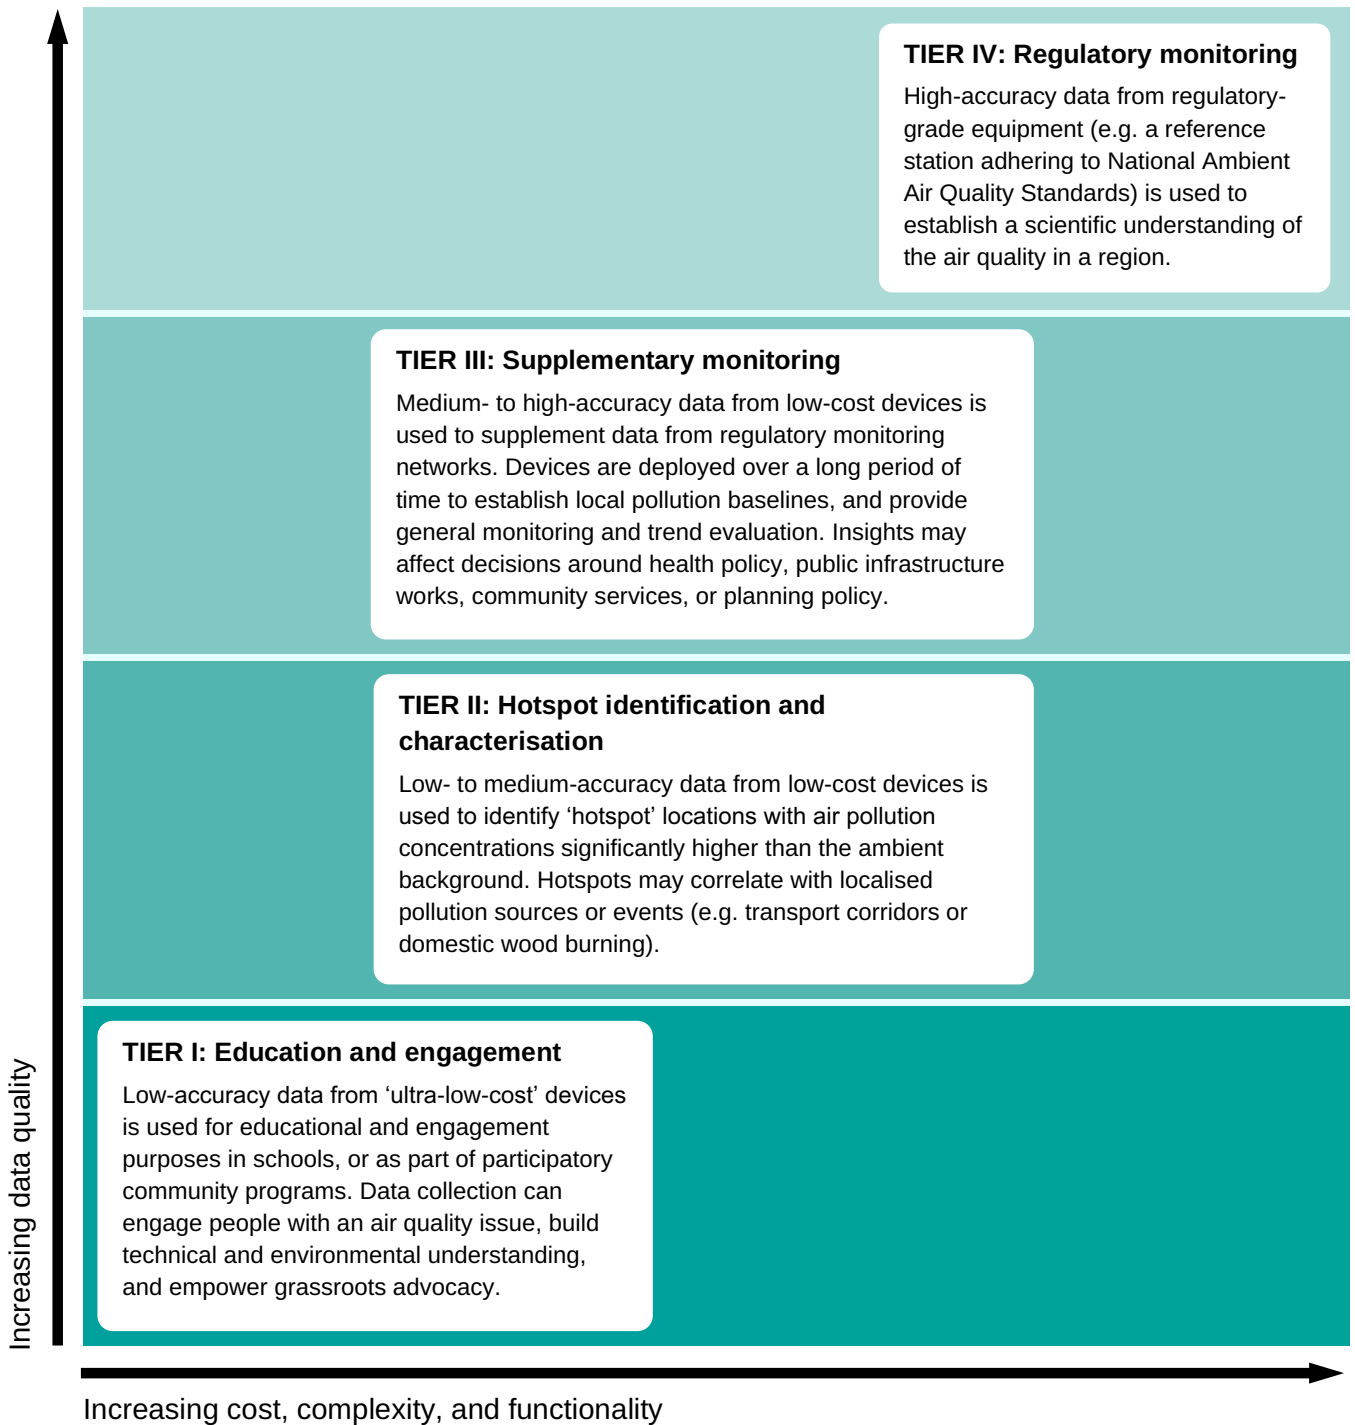 TIER IV: Regulatory monitoring
High-accuracy data from regulatory-
grade equipment (e.g. a reference
station adhering to National Ambient
Air Quality Standards) is used to
establish a scientific understanding of
the air quality in a region.
TIER III: Supplementary monitoring
Medium- to high-accuracy data from low-cost devices is
used to supplement data from regulatory monitoring
networks. Devices are deployed over a long period of
time to establish local pollution baselines, and provide
general monitoring and trend evaluation. Insights may
affect decisions around health policy, public infrastructure
works, community services, or planning policy.
TIER II: Hotspot identification and
characterisation
Low- to medium-accuracy data from low-cost devices is
used to identify ‘hotspot’ locations with air pollution
concentrations significantly higher than the ambient
background. Hotspots may correlate with localised
pollution sources or events (e.g. transport corridors or
domestic wood burning).
TIER I: Education and engagement
Low-accuracy data from ‘ultra-low-cost’ devices
is used for educational and engagement
purposes in schools, or as part of participatory
community programs. Data collection can
engage people with an air quality issue, build
technical and environmental understanding,
and empower grassroots advocacy.
Increasing data quality
Increasing cost, complexity, and functionality